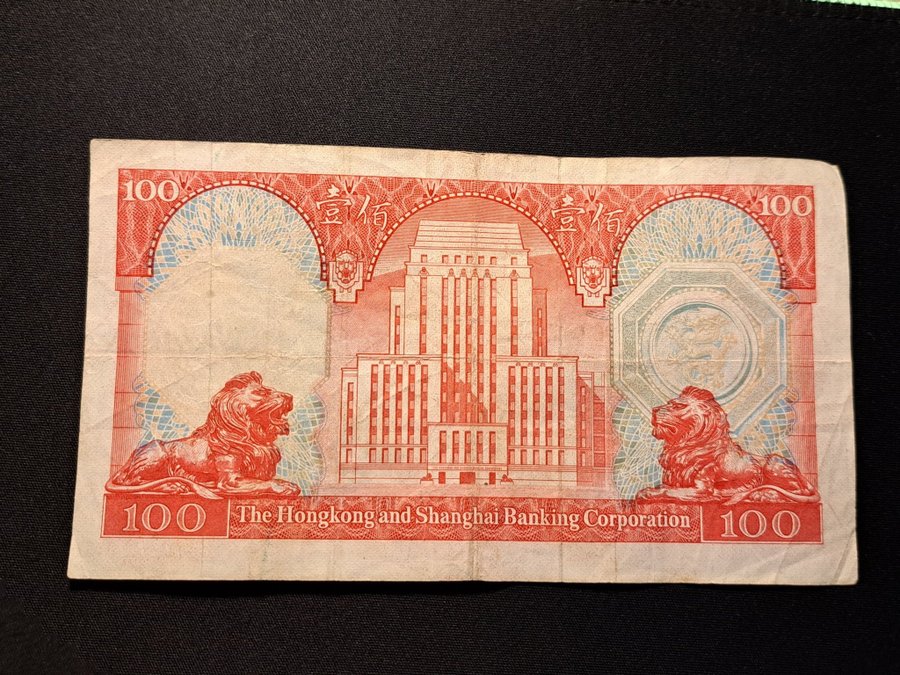 100 壹佰 壹佰 100
100 The Hongkong and Shanghai Banking Corporation 100